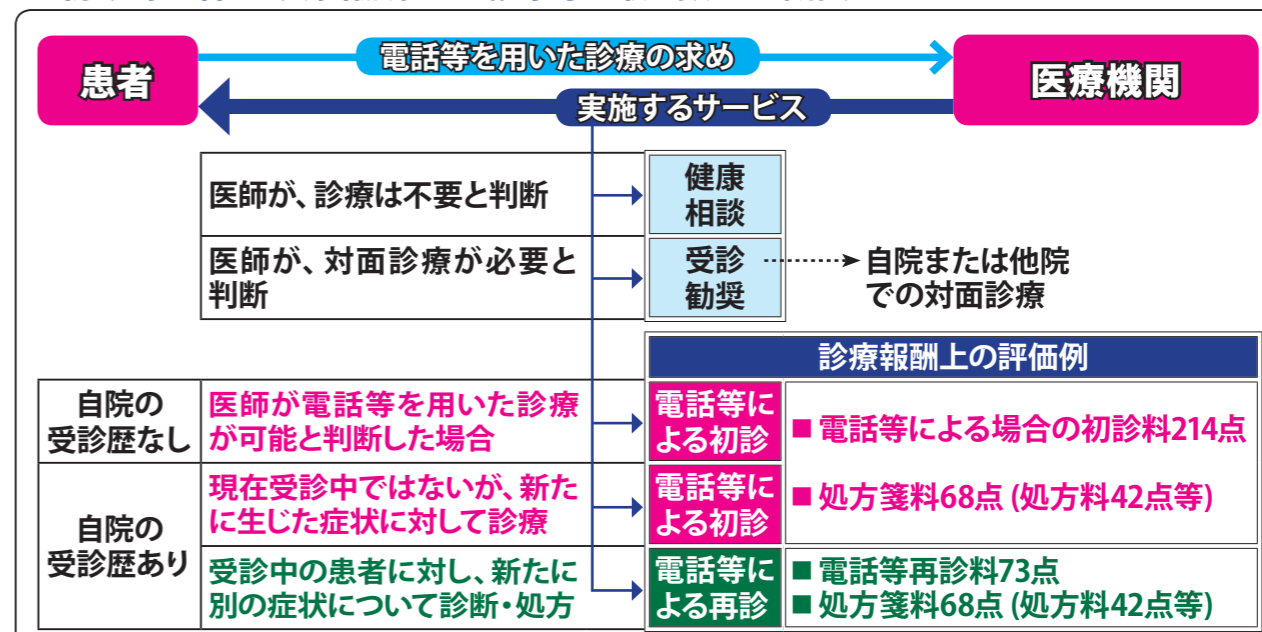 患者
電話等を用いた診療の求め
医療機関
実施するサービス
医師が、診療は不要と判断
健康
相談
医師が、対面診療が必要と
判断
受診
勧奨
自院または他院
での対面診療
診療報酬上の評価例
自院の
受診歴なし
医師が電話等を用いた診療
が可能と判断した場合
電話等に
よる初診
■ 電話等による場合の初診料214点
自院の
受診歴あり
現在受診中ではないが、新た
に生じた症状に対して診療
電話等に
よる初診
■ 処方箋料68点 (処方料42点等)
受診中の患者に対し、新たに
別の症状について診断・処方
電話等に
よる再診
■ 電話等再診料73点
■ 処方箋料68点 (処方料42点等)